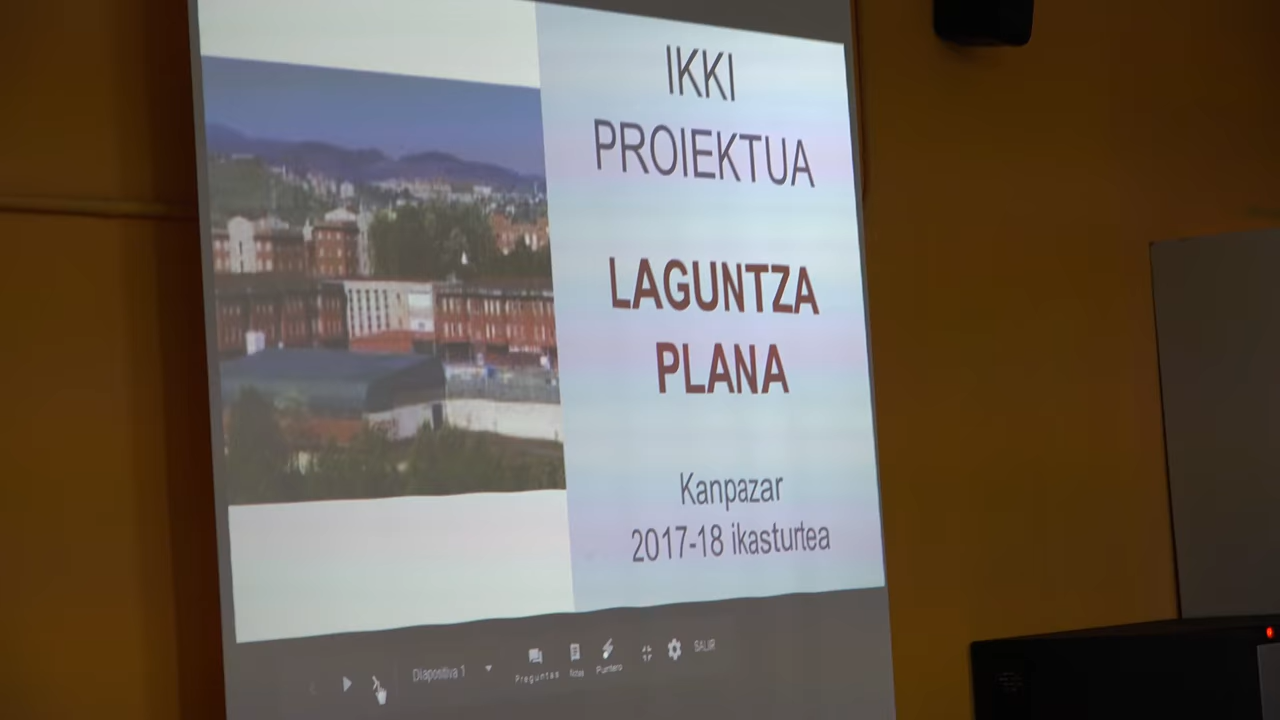 IKKI
PROIEKTUA
LAGUNTZA
PLANA
Kanpazar
2017-18 ikasturtea
Diapositiva 1
Preguntas
Notas
Puntero
SALIR